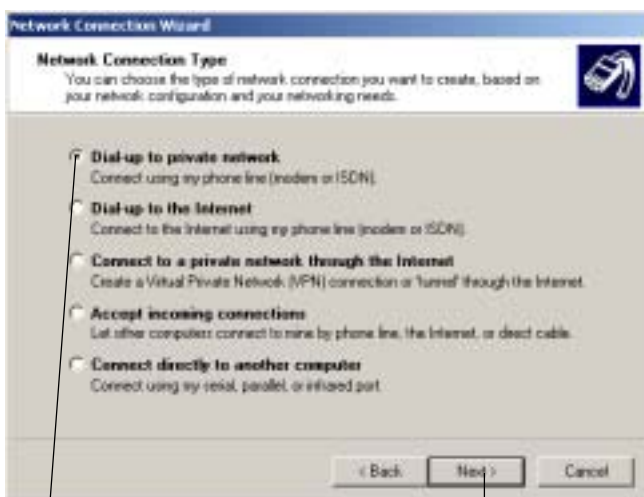 Network Connection Wizard
Network Connection Type
You can choose the type of network connection you want to create, based on
your network configuration and your networking needs.
Dial-up to private network
Connect using my phone line (modem or ISDN).
Dial-up to the Internet
Connect to the Internet using my phone line (modem or ISDN).
Connect to a private network through the Internet
Create a Virtual Private Network (VPN) connection or 'tunnel' through the Internet.
Accept incoming connections
Let other computers connect to mine by phone line, the Internet, or direct cable.
Connect directly to another computer
Connect using my serial, parallel, or infrared port.
< Back
Next >
Cancel